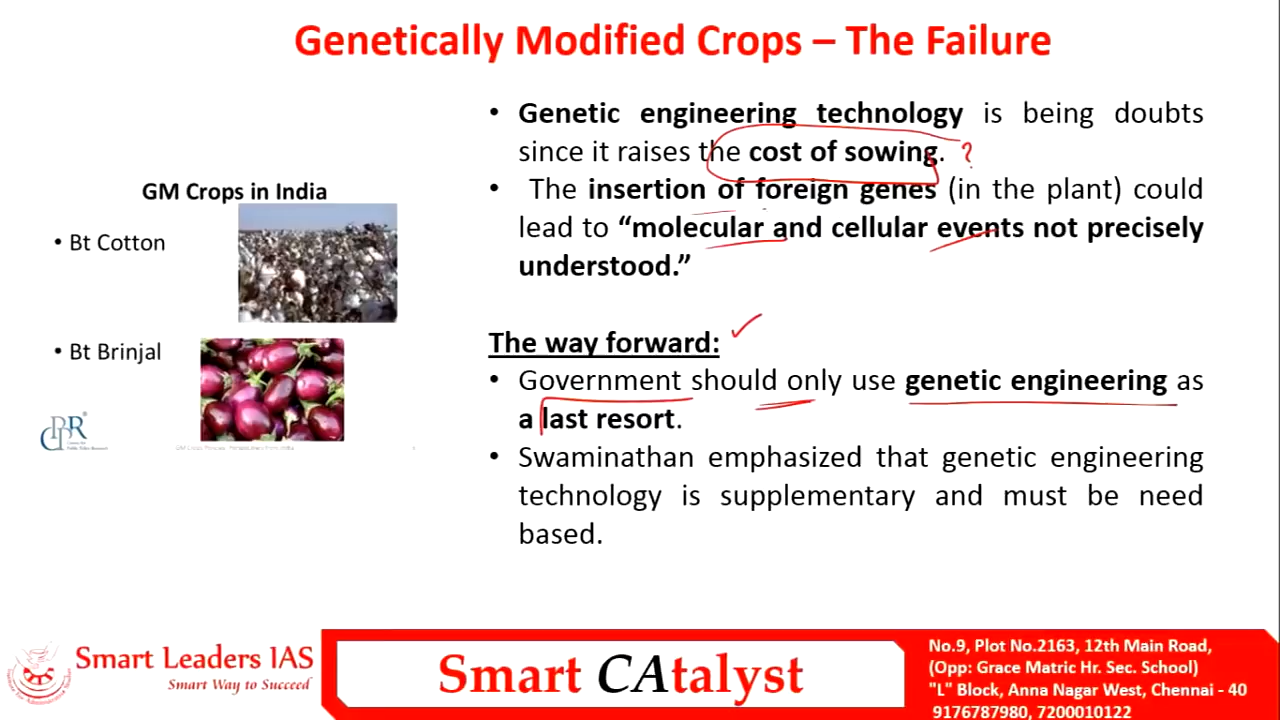 Genetically Modified Crops – The Failure
GM Crops in India
• Bt Cotton
• Bt Brinjal
CPPR
• Genetic engineering technology is being doubts
since it raises the cost of sowing. ?
• The insertion of foreign genes (in the plant) could
lead to “molecular and cellular events not precisely
understood.”
The way forward:
• Government should only use genetic engineering as
a last resort.
• Swaminathan emphasized that genetic engineering
technology is supplementary and must be need
based.
Smart Leaders IAS
Smart Way to Succeed
Smart CAtalyst
No.9, Plot No.2163, 12th Main Road,
(Opp: Grace Matric Hr. Sec. School)
"L" Block, Anna Nagar West, Chennai - 40
9176787980, 7200010122